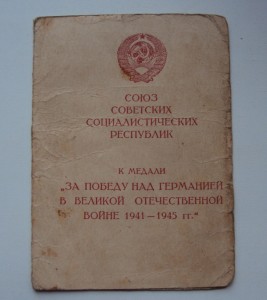 СОЮЗ
СОВЕТСКИХ
СОЦИАЛИСТИЧЕСКИХ
РЕСПУБЛИК
К МЕДАЛИ
„ЗА ПОБЕДУ НАД ГЕРМАНИЕЙ
В ВЕЛИКОЙ ОТЕЧЕСТВЕННОЙ
ВОЙНЕ 1941—1945 гг.“